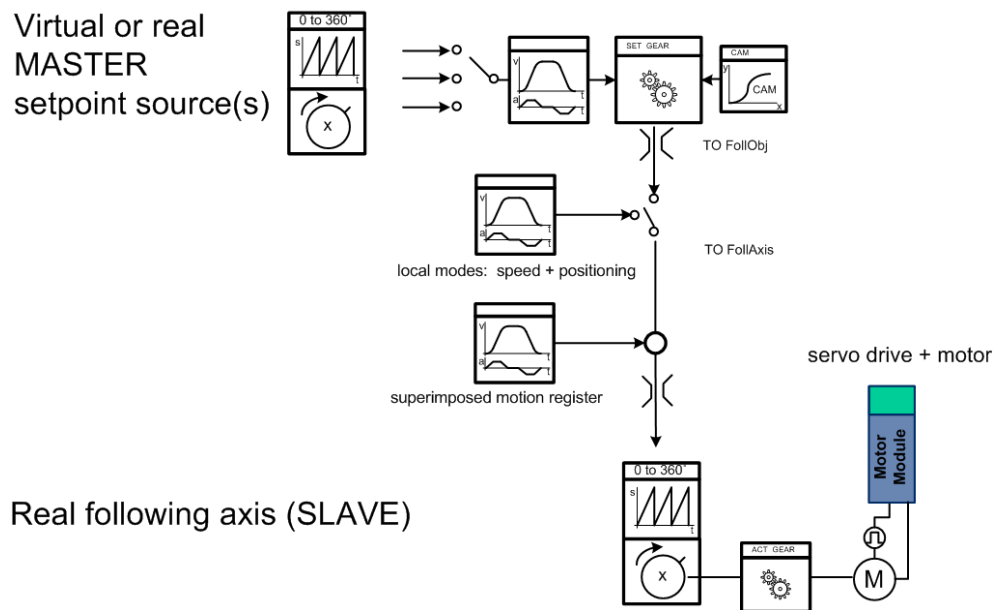 Virtual or real
MASTER
setpoint source(s)
0 to 360°
s
t
x
v
t
a
t
SET GEAR
CAM
y
CAM
x
TO FollObj
v
t
a
t
TO FollAxis
local modes: speed + positioning
v
t
a
t
superimposed motion register
servo drive + motor
Motor
Module
Real following axis (SLAVE)
0 to 360°
s
t
x
ACT GEAR
M